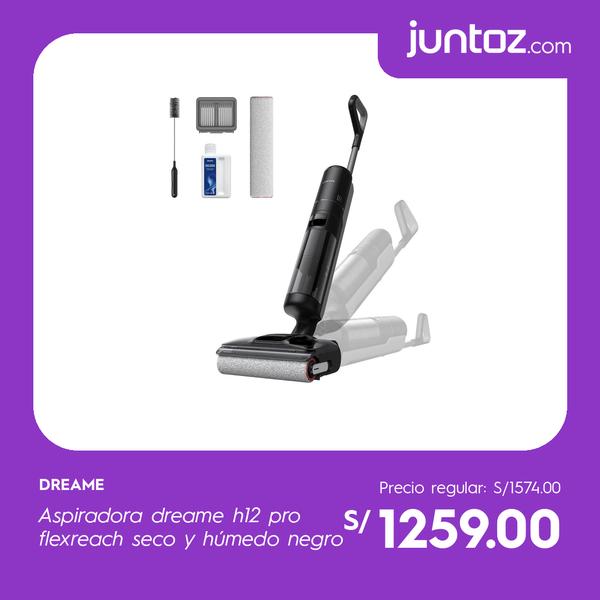 juntoz.com
DREAME
Aspiradora dreame h12 pro
flexreach seco y húmedo negro
Precio regular: S/1574.00
S/ 1259.00